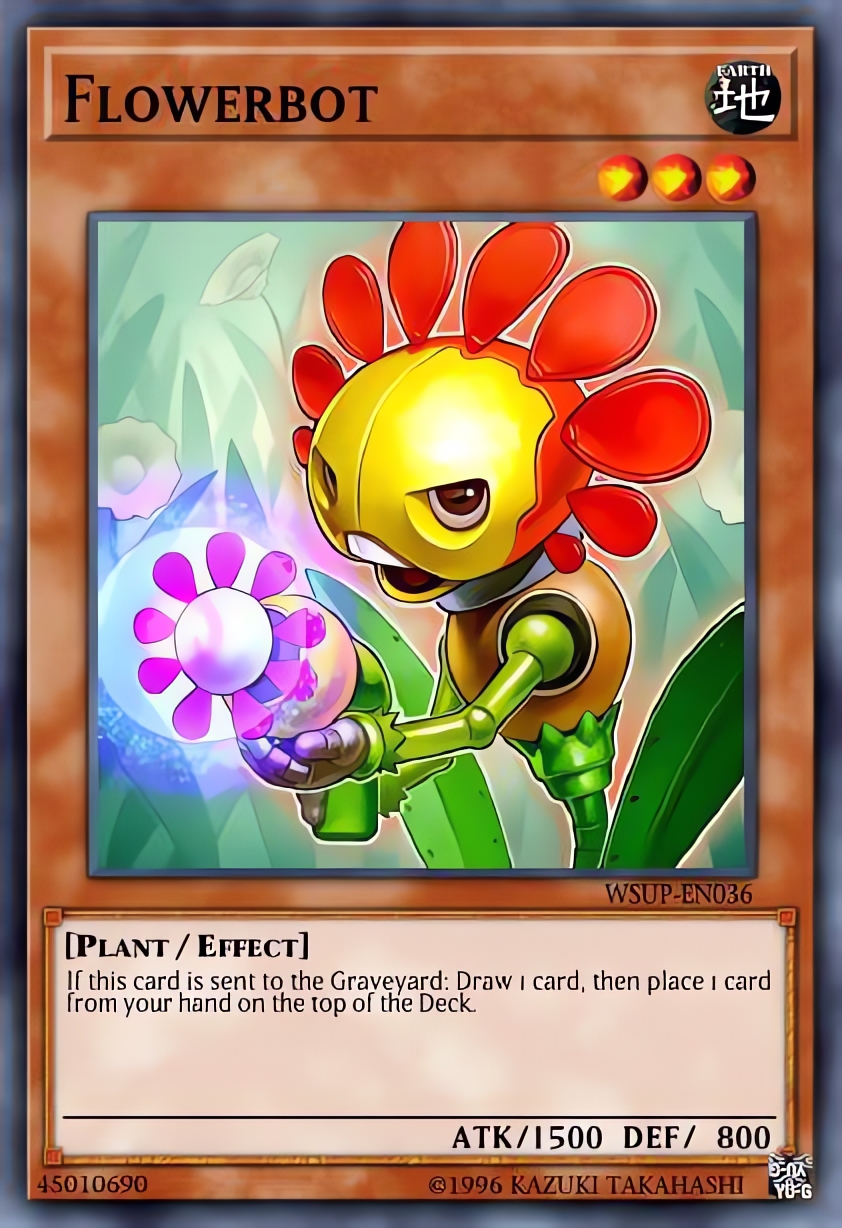 FLOWERBOT
EARTH
地
WSUP-EN036
[PLANT / EFFECT]
If this card is sent to the Graveyard: Draw 1 card, then place 1 card
from your hand on the top of the Deck.
ATK/1500 DEF/ 800
45010690
©1996 KAZUKI TAKAHASHI